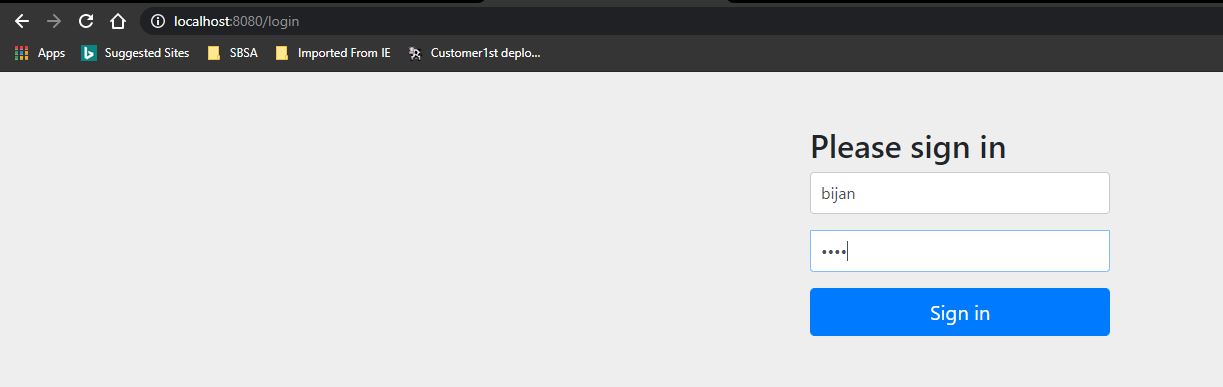 localhost:8080/login
Apps Suggested Sites SBSA Imported From IE Customer1st deplo...
Please sign in
bijan
••••
Sign in